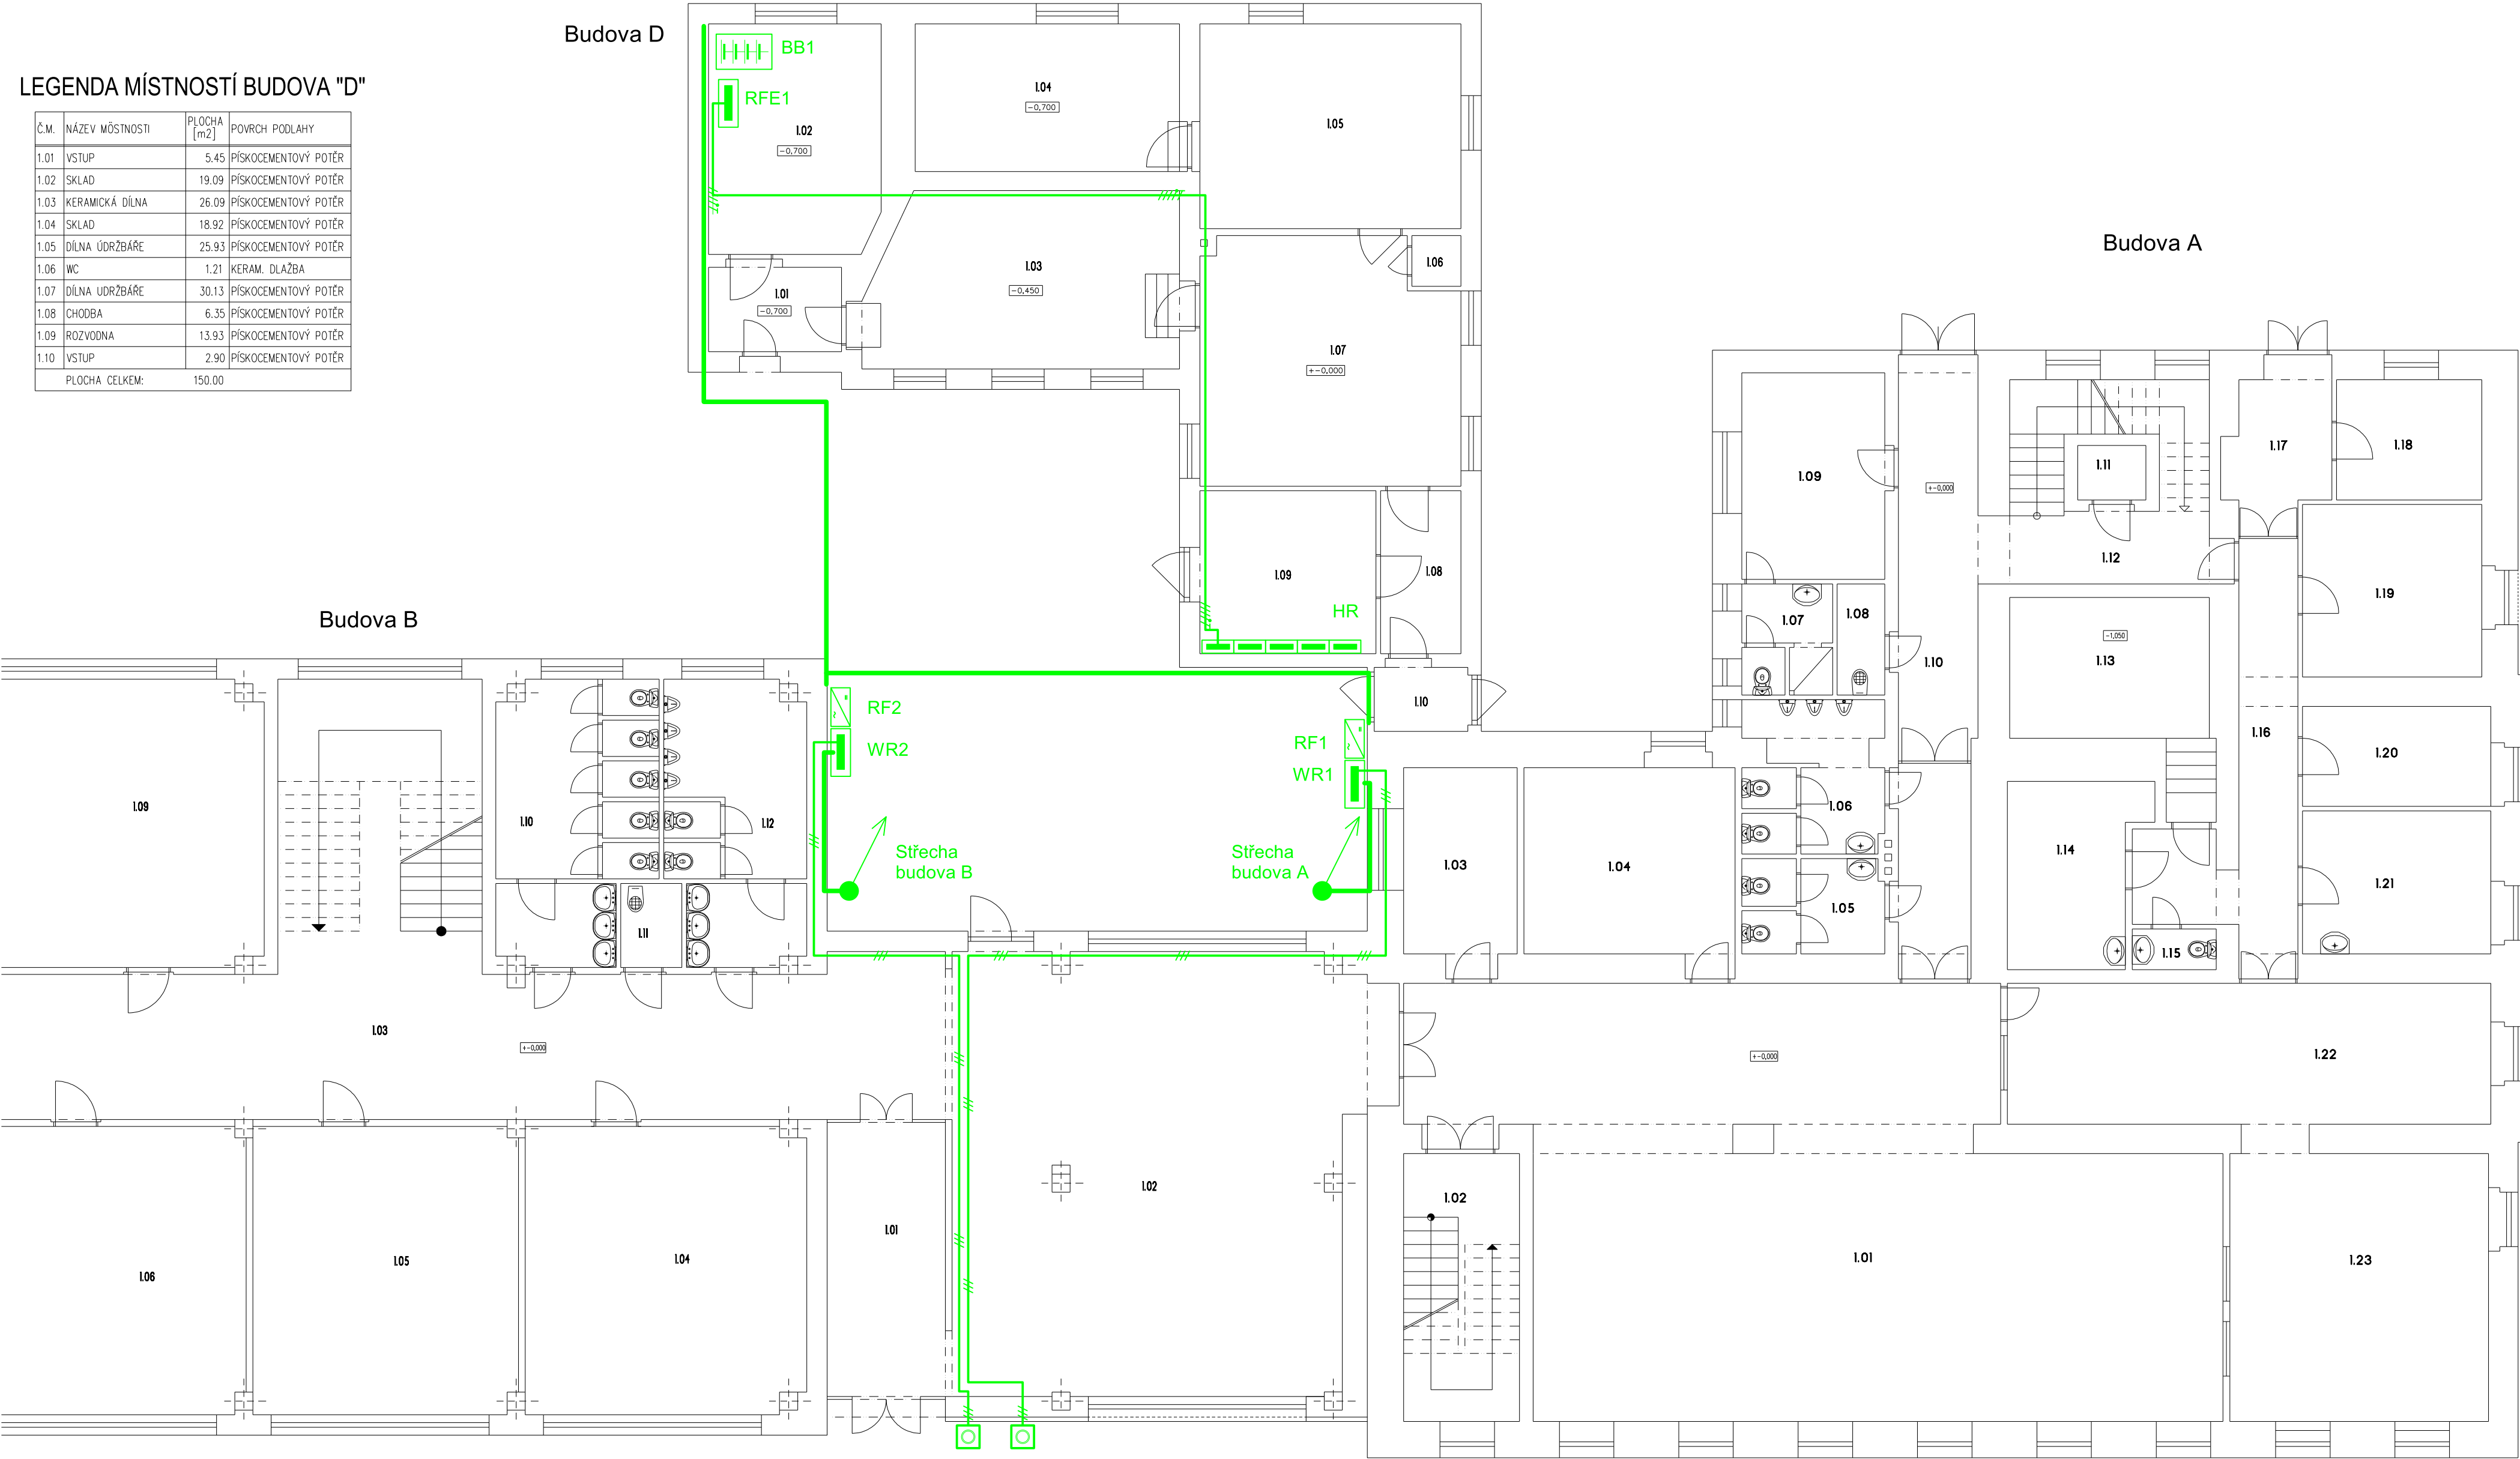 Budova D
LEGENDA MÍSTNOSTÍ BUDOVA "D"
Č.M. NÁZEV MÖSTNOSTI PLOCHA [m2] POVRCH PODLAHY
1.01 VSTUP 5.45 PÍSKOCEMENTOVÝ POTĚR
1.02 SKLAD 19.09 PÍSKOCEMENTOVÝ POTĚR
1.03 KERAMICKÁ DÍLNA 26.09 PÍSKOCEMENTOVÝ POTĚR
1.04 SKLAD 18.92 PÍSKOCEMENTOVÝ POTĚR
1.05 DÍLNA ÚDRŽBÁŘE 25.93 PÍSKOCEMENTOVÝ POTĚR
1.06 WC 1.21 KERAM. DLAŽBA
1.07 DÍLNA UDRŽBÁŘE 30.13 PÍSKOCEMENTOVÝ POTĚR
1.08 CHODBA 6.35 PÍSKOCEMENTOVÝ POTĚR
1.09 ROZVODNA 13.93 PÍSKOCEMENTOVÝ POTĚR
1.10 VSTUP 2.90 PÍSKOCEMENTOVÝ POTĚR
PLOCHA CELKEM: 150.00
BB1
RFE1
1.02
-0,700
1.04
-0,700
1.05
1.03
-0,450
1.01
-0,700
1.06
1.07
+-0,000
1.09
1.08
HR
1.10
Budova A
1.09
+-0,000
1.11
1.17
1.18
1.12
1.19
1.07
1.08
1.10
-1,050
1.13
1.16
1.20
1.06
1.03
1.04
1.05
1.14
1.15
1.21
+-0,000
1.22
1.02
1.01
1.23
Budova B
RF2
WR2
RF1
WR1
Střecha
budova B
Střecha
budova A
1.09
1.10
1.12
1.11
1.03
+-0,000
1.02
1.01
1.06
1.05
1.04